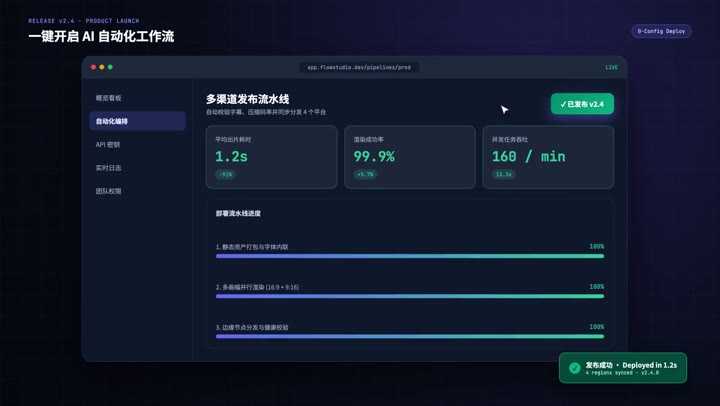 RELEASE v2.4 · PRODUCT LAUNCH
一键开启 AI 自动化工作流
0-Config Deploy
app.flowstudio.dev/pipelines/prod
LIVE
概览看板
自动化编排
API 密钥
实时日志
团队权限
多渠道发布流水线
自动校验字幕、压缩码率并同步分发 4 个平台
✓ 已发布 v2.4
平均出片耗时
1.2s
-91%
渲染成功率
99.9%
+5.7%
并发任务吞吐
160 / min
13.3x
部署流水线进度
1. 静态资产打包与字体内联
100%
2. 多画幅并行渲染 (16:9 + 9:16)
100%
3. 边缘节点分发与健康校验
100%
发布成功 · Deployed in 1.2s
4 regions synced · v2.4.0